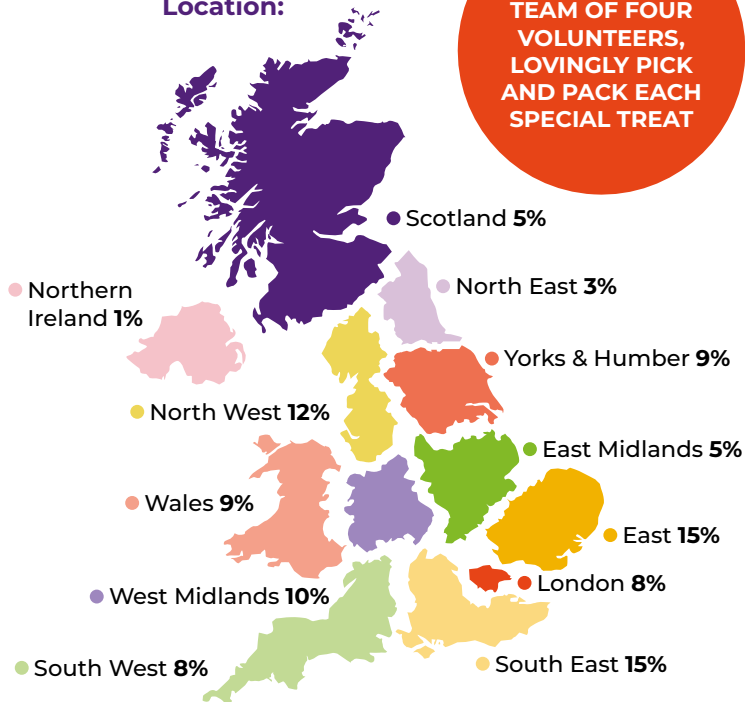 Location:
TEAM OF FOUR
VOLUNTEERS,
LOVINGLY PICK
AND PACK EACH
SPECIAL TREAT
Scotland 5%
North East 3%
Northern
Ireland 1%
Yorks & Humber 9%
North West 12%
East Midlands 5%
Wales 9%
East 15%
London 8%
West Midlands 10%
South West 8%
South East 15%